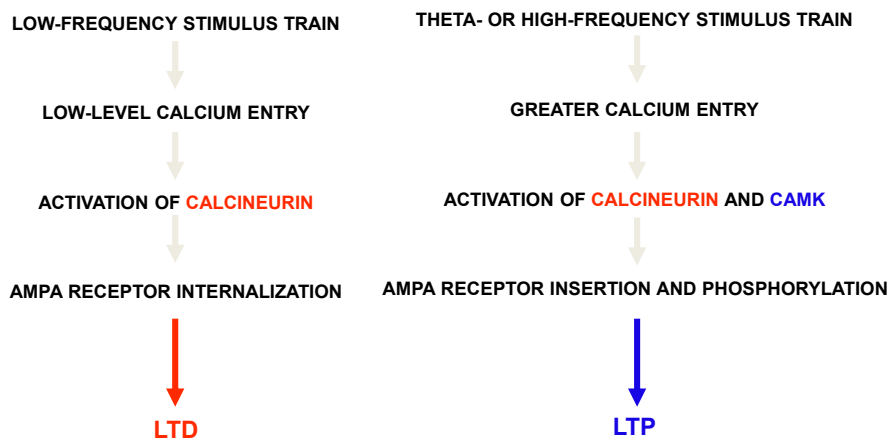 LOW-FREQUENCY STIMULUS TRAIN
LOW-LEVEL CALCIUM ENTRY
ACTIVATION OF CALCINEURIN
AMPA RECEPTOR INTERNALIZATION
LTD
THETA- OR HIGH-FREQUENCY STIMULUS TRAIN
GREATER CALCIUM ENTRY
ACTIVATION OF CALCINEURIN AND CAMK
AMPA RECEPTOR INSERTION AND PHOSPHORYLATION
LTP